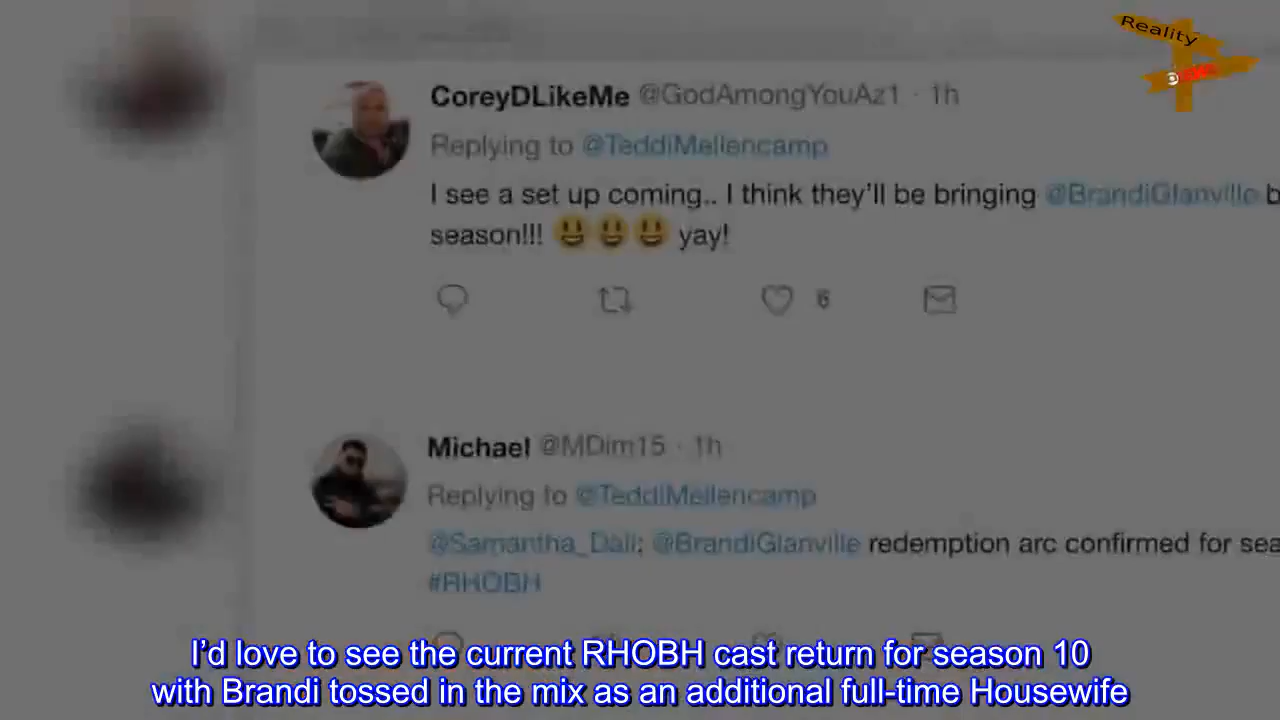 Reality
CoreyDLikeMe @GodAmongYouAz1 · 1h
Replying to @TeddiMellencamp
I see a set up coming.. I think they'll be bringing @BrandiGlanville b
season!!! 😃 😃 😃 yay!
6
Michael @MDim15 · 1h
Replying to @TeddiMellencamp
@Samantha_Dali; @BrandiGlanville redemption arc confirmed for sea
#RHOBH
I'd love to see the current RHOBH cast return for season 10
with Brandi tossed in the mix as an additional full-time Housewife